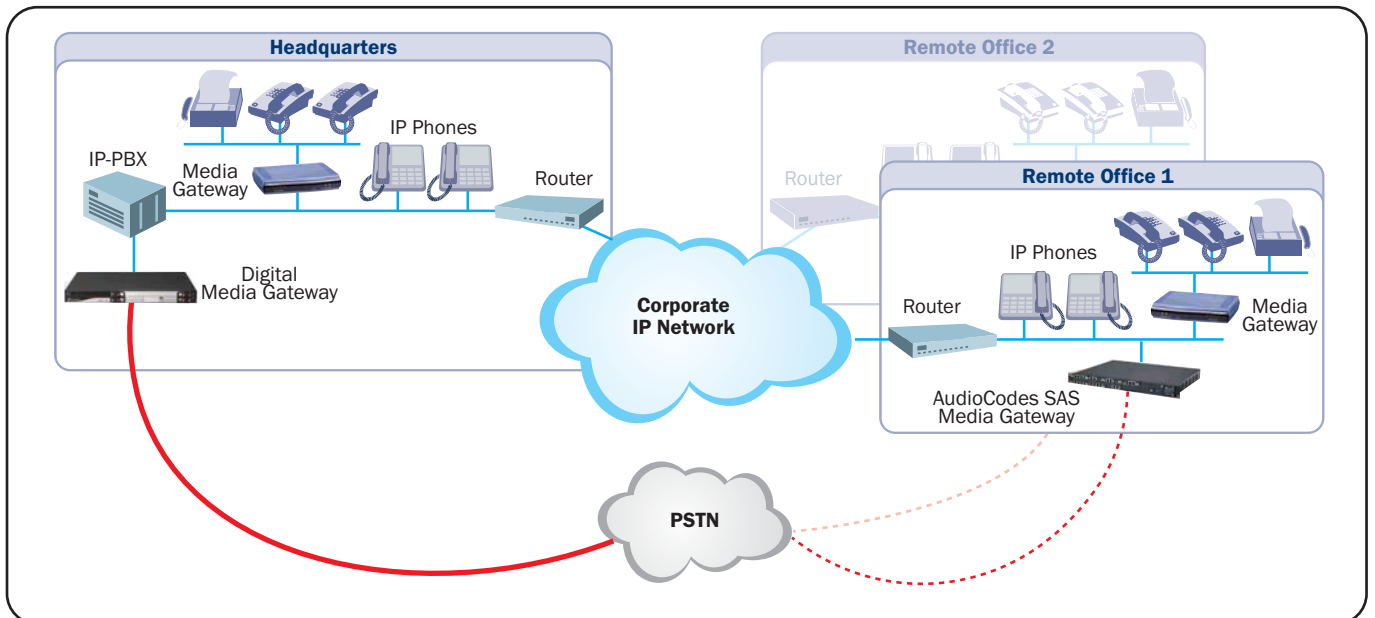 Headquarters
IP Phones
IP-PBX
Media
Gateway
Router
Digital
Media Gateway
Remote Office 2
Router
Remote Office 1
IP Phones
Router
Media
Gateway
AudioCodes SAS
Media Gateway
Corporate
IP Network
PSTN